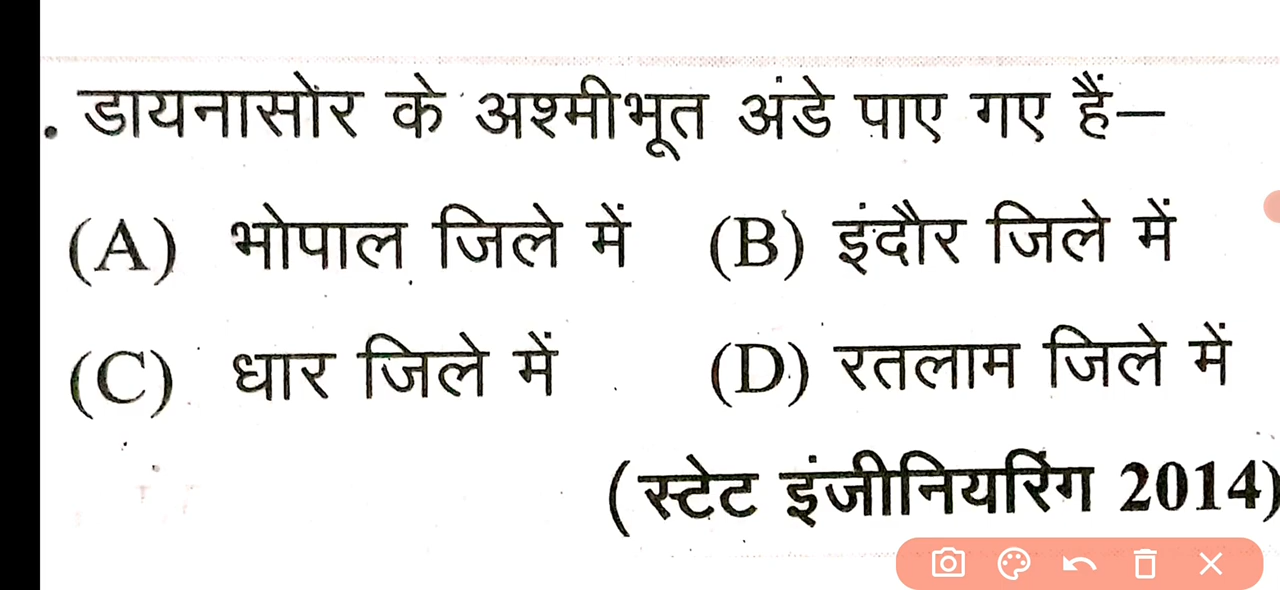 . डायनासोर के अश्मीभूत अंडे पाए गए हैं—
(A) भोपाल जिले में (B) इंदौर जिले में
(C) धार जिले में (D) रतलाम जिले में
(स्टेट इंजीनियरिंग 2014)